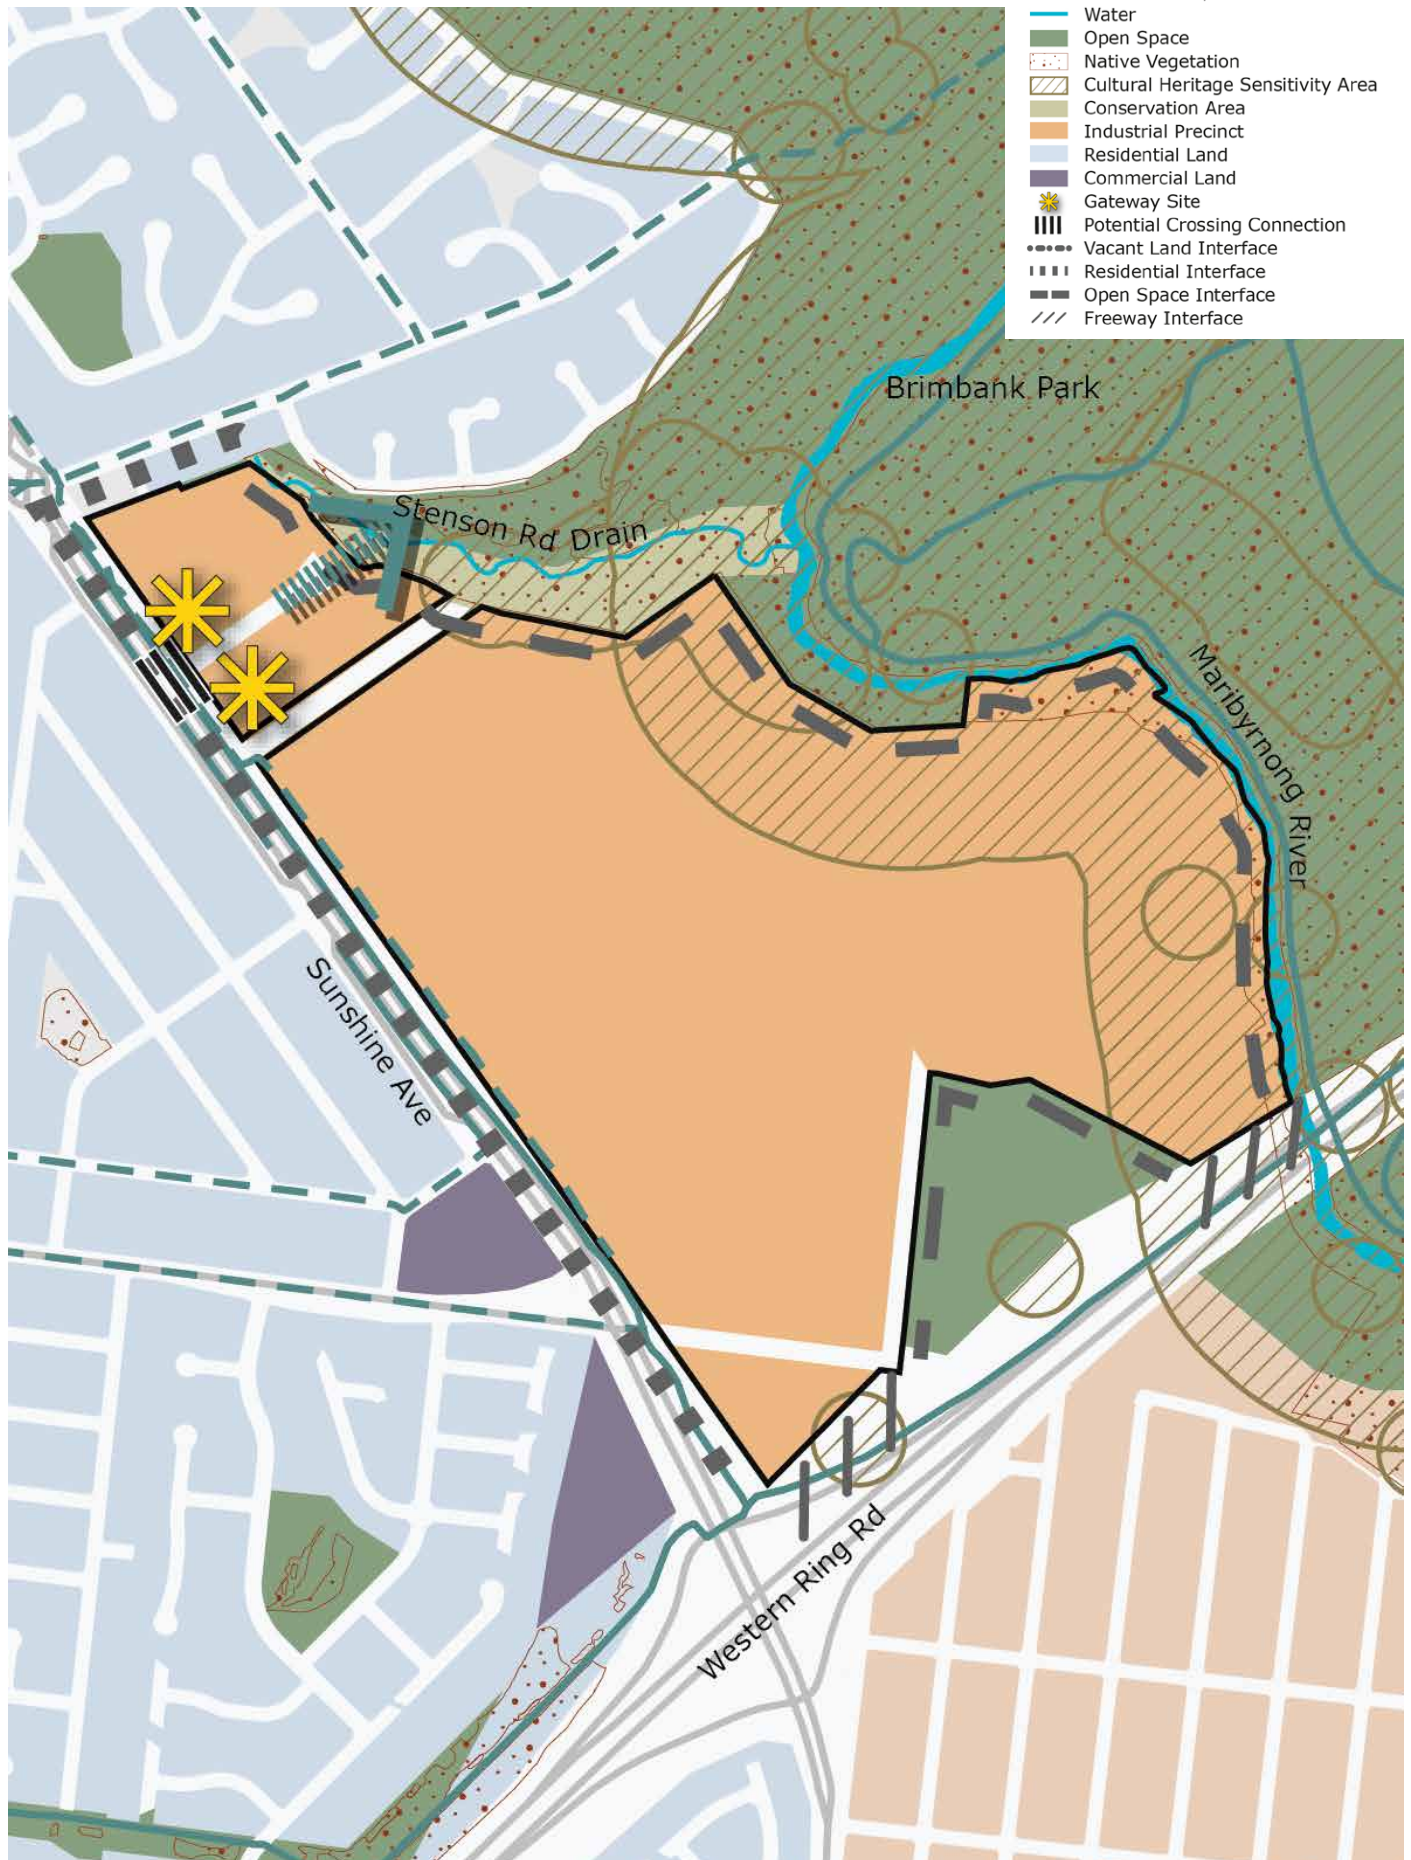 Water
Open Space
Native Vegetation
Cultural Heritage Sensitivity Area
Conservation Area
Industrial Precinct
Residential Land
Commercial Land
Gateway Site
Potential Crossing Connection
Vacant Land Interface
Residential Interface
Open Space Interface
Freeway Interface
Brimbank Park
Stenson Rd Drain
Maribyrnong River
Sunshine Ave
Western Ring Rd